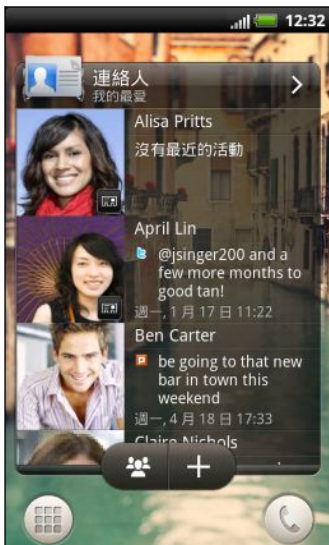 12:32
連絡人
我的最愛
Alisa Pritts
沒有最近的活動
April Lin
@jsinger200 and a
few more months to
good tan!
週一, 1 月 17 日 11:22
Ben Carter
be going to that new
bar in town this
weekend
週一, 4 月 18 日 17:33
Claire Nichols